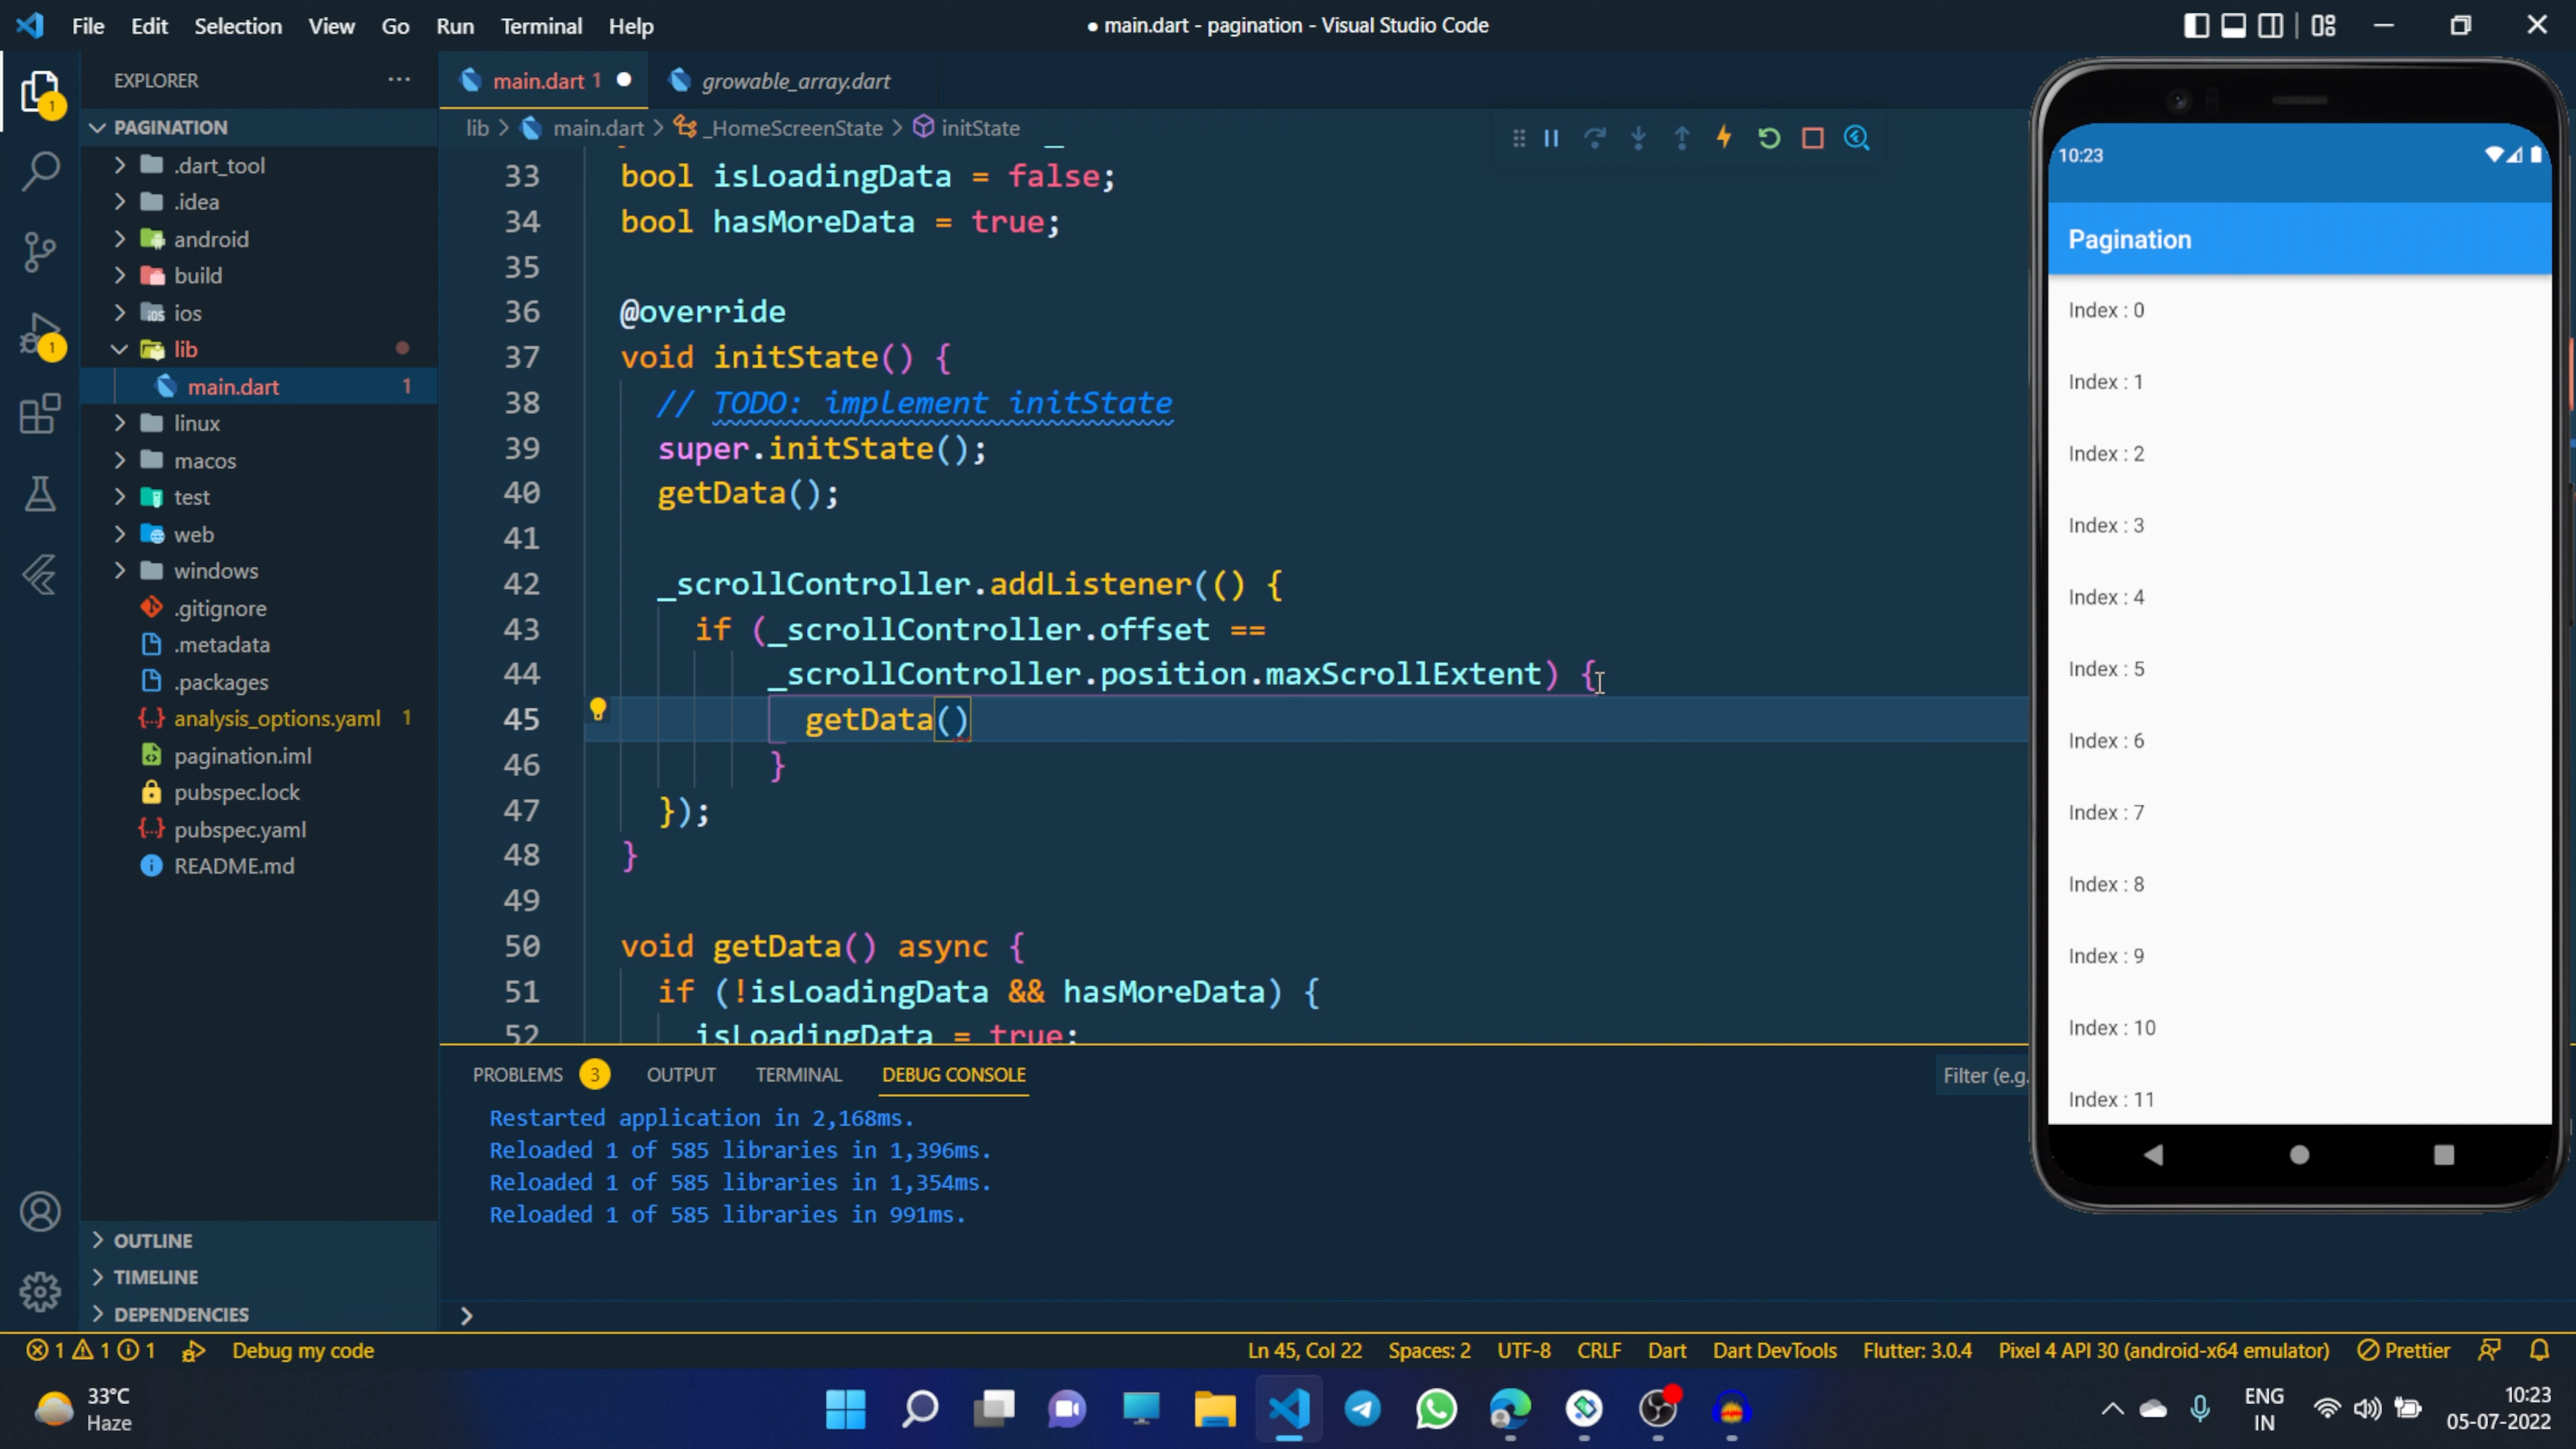 File Edit Selection View Go Run Terminal Help
● main.dart - pagination - Visual Studio Code
EXPLORER ···
PAGINATION
.dart_tool
.idea
android
build
ios
lib
main.dart 1
linux
macos
test
web
windows
.gitignore
.metadata
.packages
analysis_options.yaml 1
pagination.iml
pubspec.lock
pubspec.yaml
README.md
OUTLINE
TIMELINE
DEPENDENCIES
1
1
main.dart 1
growable_array.dart
lib > main.dart > _HomeScreenState > initState
33 bool isLoadingData = false;
34 bool hasMoreData = true;
35
36 @override
37 void initState() {
38 // TODO: implement initState
39 super.initState();
40 getData();
41
42 _scrollController.addListener(() {
43 if (_scrollController.offset ==
44 _scrollController.position.maxScrollExtent) {
45 getData()
46 }
47 });
48 }
49
50 void getData() async {
51 if (!isLoadingData && hasMoreData) {
52 isLoadingData = true;
PROBLEMS 3 OUTPUT TERMINAL DEBUG CONSOLE
Filter (e.g.
Restarted application in 2,168ms.
Reloaded 1 of 585 libraries in 1,396ms.
Reloaded 1 of 585 libraries in 1,354ms.
Reloaded 1 of 585 libraries in 991ms.
10:23
Pagination
Index : 0
Index : 1
Index : 2
Index : 3
Index : 4
Index : 5
Index : 6
Index : 7
Index : 8
Index : 9
Index : 10
Index : 11
1 1 1 Debug my code
Ln 45, Col 22 Spaces: 2 UTF-8 CRLF Dart Dart DevTools Flutter: 3.0.4 Pixel 4 API 30 (android-x64 emulator) Prettier
33°C
Haze
ENG
IN
10:23
05-07-2022